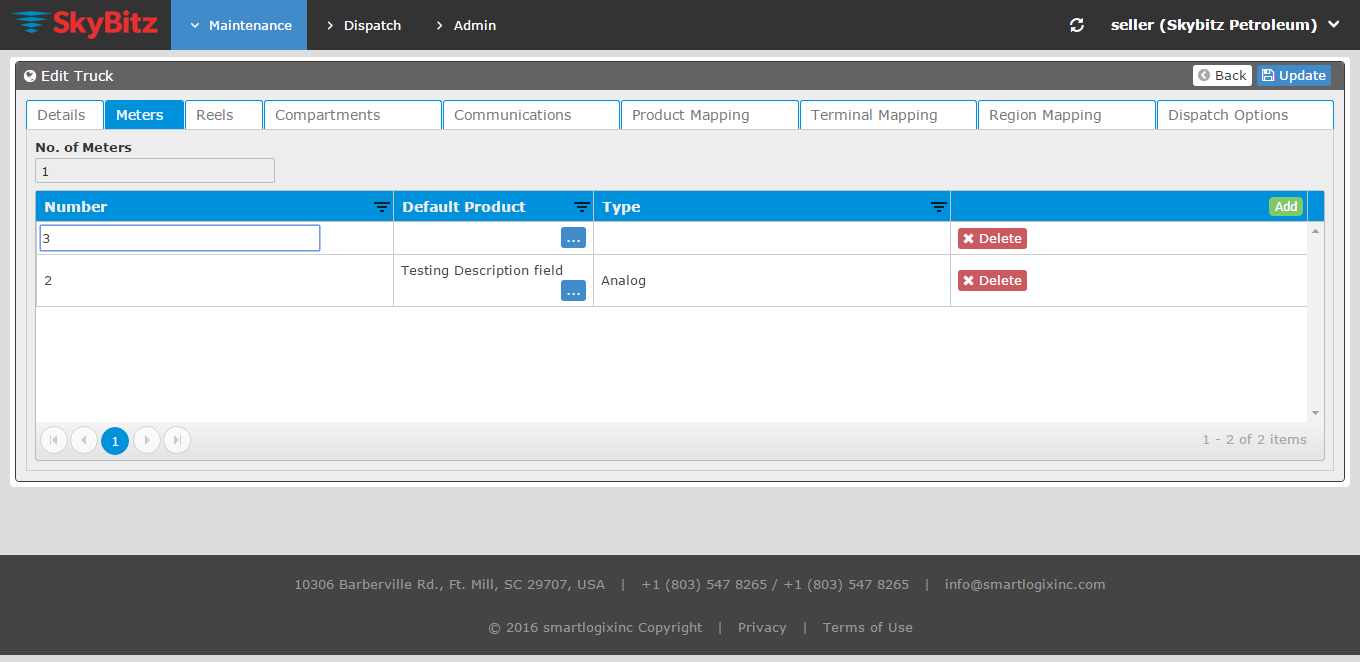 SkyBitz Maintenance Dispatch Admin seller (Skybitz Petroleum)
Edit Truck Back Update
Details Meters Reels Compartments Communications Product Mapping Terminal Mapping Region Mapping Dispatch Options
No. of Meters
1
Number Default Product Type Add
3 ... Delete
2 Testing Description field ... Analog Delete
1 1 - 2 of 2 items
10306 Barberville Rd., Ft. Mill, SC 29707, USA | +1 (803) 547 8265 / +1 (803) 547 8265 | info@smartlogixinc.com
© 2016 smartlogixinc Copyright | Privacy | Terms of Use